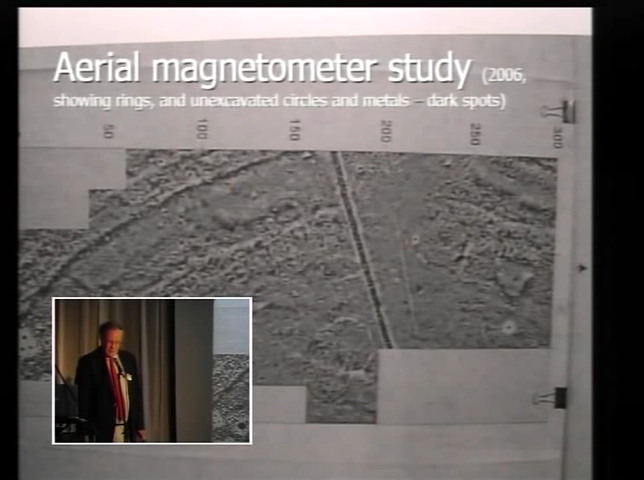 Aerial magnetometer study (2006,
showing rings, and unexcavated circles and metals – dark spots)
50 100 150 200 250 300